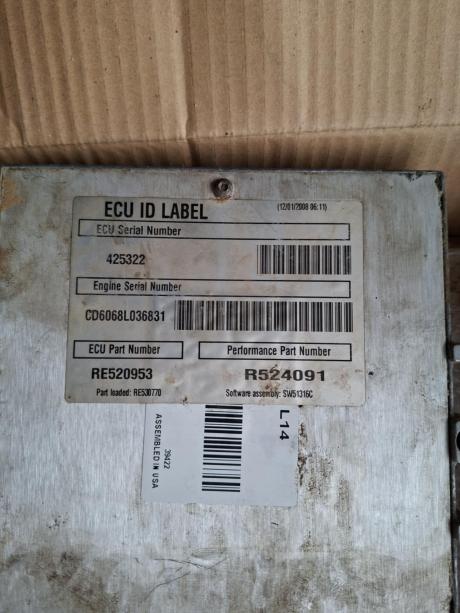 ECU ID LABEL
(12/01/2008 06:11)
ECU Serial Number
425322
Engine Serial Number
CD6068L036831
ECU Part Number
Performance Part Number
RE520953
R524091
Part loaded: RE530770
Software assembly: SW51316C
L14
39422
ASSEMBLED IN USA